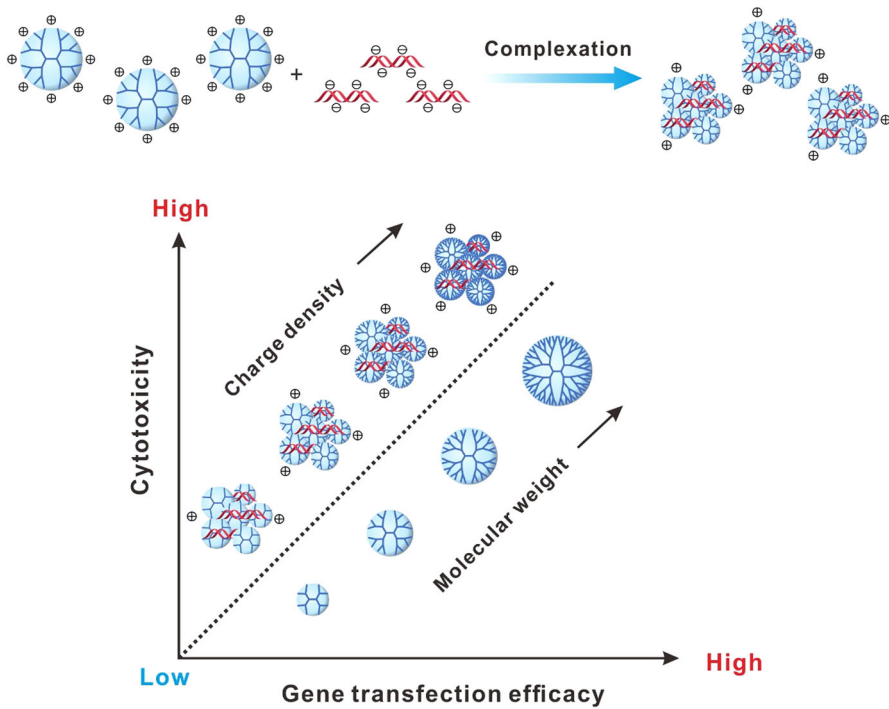 Complexation
+
High
Charge density
Cytotoxicity
Molecular weight
Low
High
Gene transfection efficacy